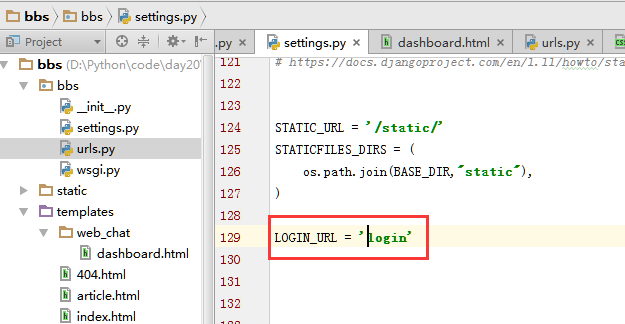 bbs bbs settings.py
Project
.py settings.py dashboard.html urls.py
bbs (D:\Python\code\day20
bbs
__init__.py
settings.py
urls.py
wsgi.py
static
templates
web_chat
dashboard.html
404.html
article.html
index.html
121 # https://docs.djangoproject.com/en/1.11/howto/sta
122
123
124 STATIC_URL = '/static/'
125 STATICFILES_DIRS = (
126 os.path.join(BASE_DIR,"static"),
127 )
128
129 LOGIN_URL = 'login'
130
131
132